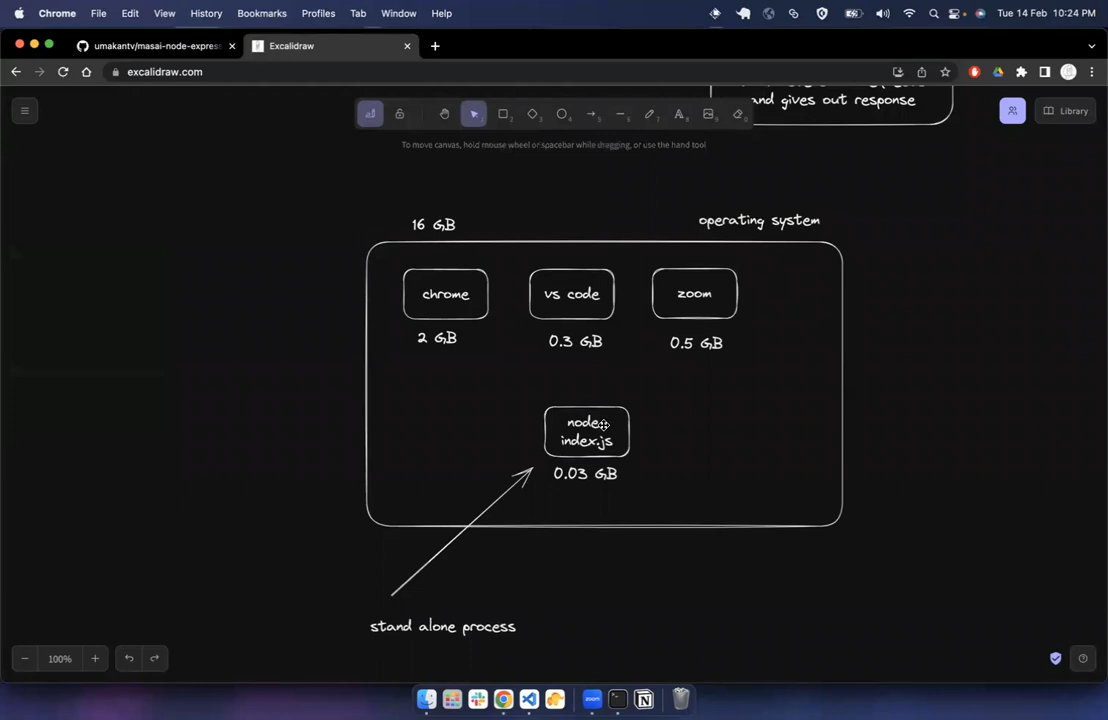 Chrome File Edit View History Bookmarks Profiles Tab Window Help Tue 14 Feb 10:24 PM
umakantv/masai-node-express
Excalidraw
excalidraw.com
and gives out response
Library
To move canvas, hold mouse wheel or spacebar while dragging, or use the hand tool
16 GB
operating system
chrome
vs code
zoom
2 GB
0.3 GB
0.5 GB
node
index.js
0.03 GB
stand alone process
100%
zoom